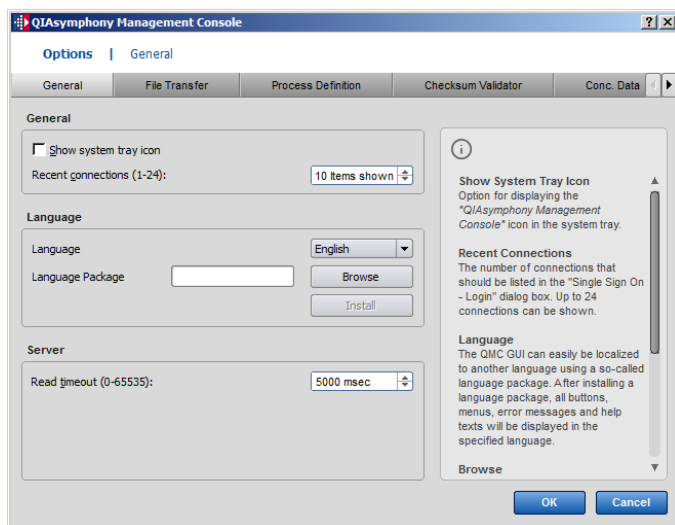 QIAsymphony Management Console
Options | General
General
File Transfer
Process Definition
Checksum Validator
Conc. Data
General
Show system tray icon
Recent connections (1-24):
10 Items shown
Language
Language
English
Language Package
Browse
Install
Server
Read timeout (0-65535):
5000 msec
Show System Tray Icon
Option for displaying the
"QIAsymphony Management
Console" icon in the system tray.
Recent Connections
The number of connections that
should be listed in the "Single Sign On
- Login" dialog box. Up to 24
connections can be shown.
Language
The QMC GUI can easily be localized
to another language using a so-called
language package. After installing a
language package, all buttons,
menus, error messages and help
texts will be displayed in the
specified language.
Browse
OK
Cancel